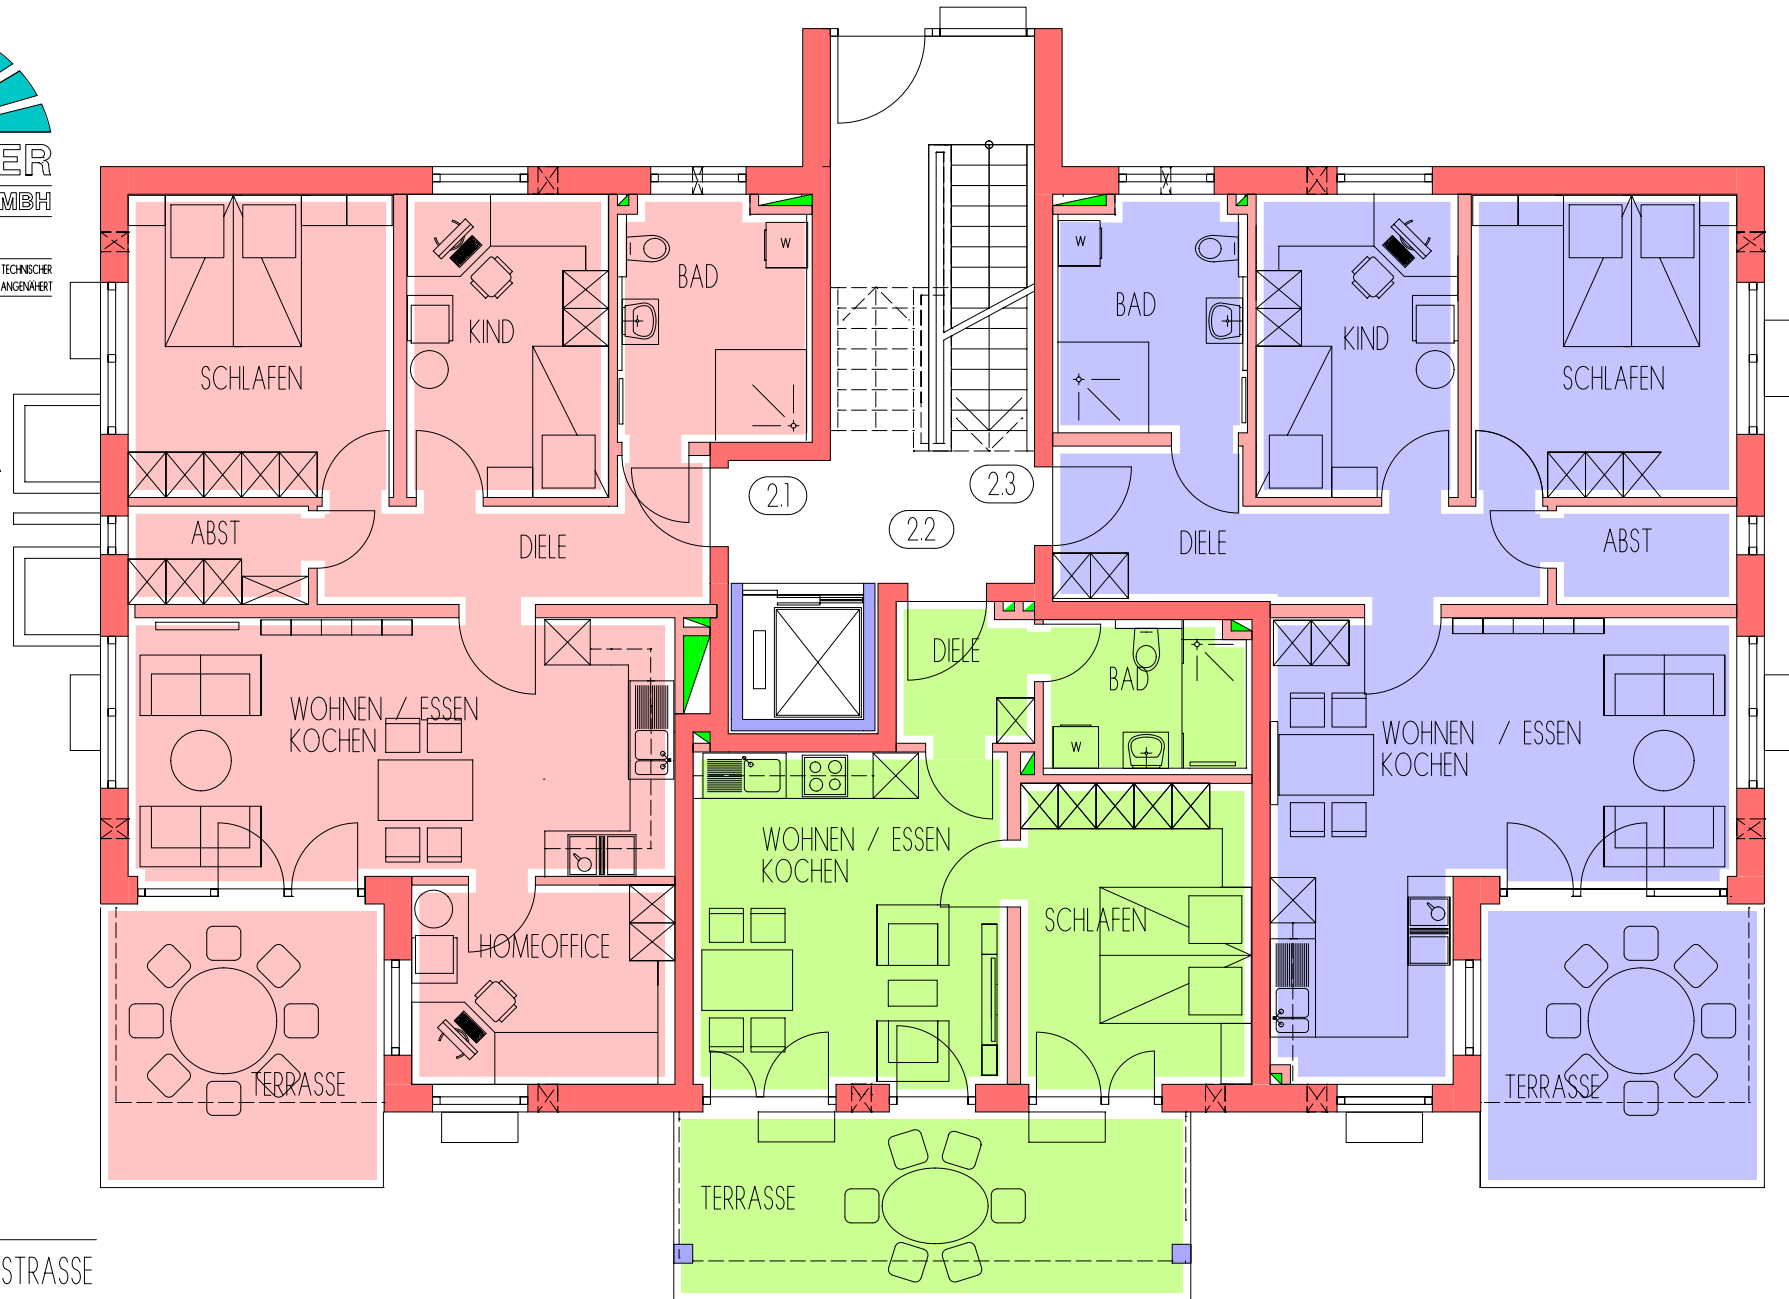 ER
MBH
TECHNISCHER
ANGENÄHERT
SCHLAFEN
KIND
BAD
W
ABST
DIELE
WOHNEN / ESSEN
KOCHEN
HOMEOFFICE
TERRASSE
2.1
2.2
2.3
DIELE
BAD
W
WOHNEN / ESSEN
KOCHEN
SCHLAFEN
TERRASSE
W
BAD
KIND
SCHLAFEN
DIELE
ABST
WOHNEN / ESSEN
KOCHEN
TERRASSE
STRASSE